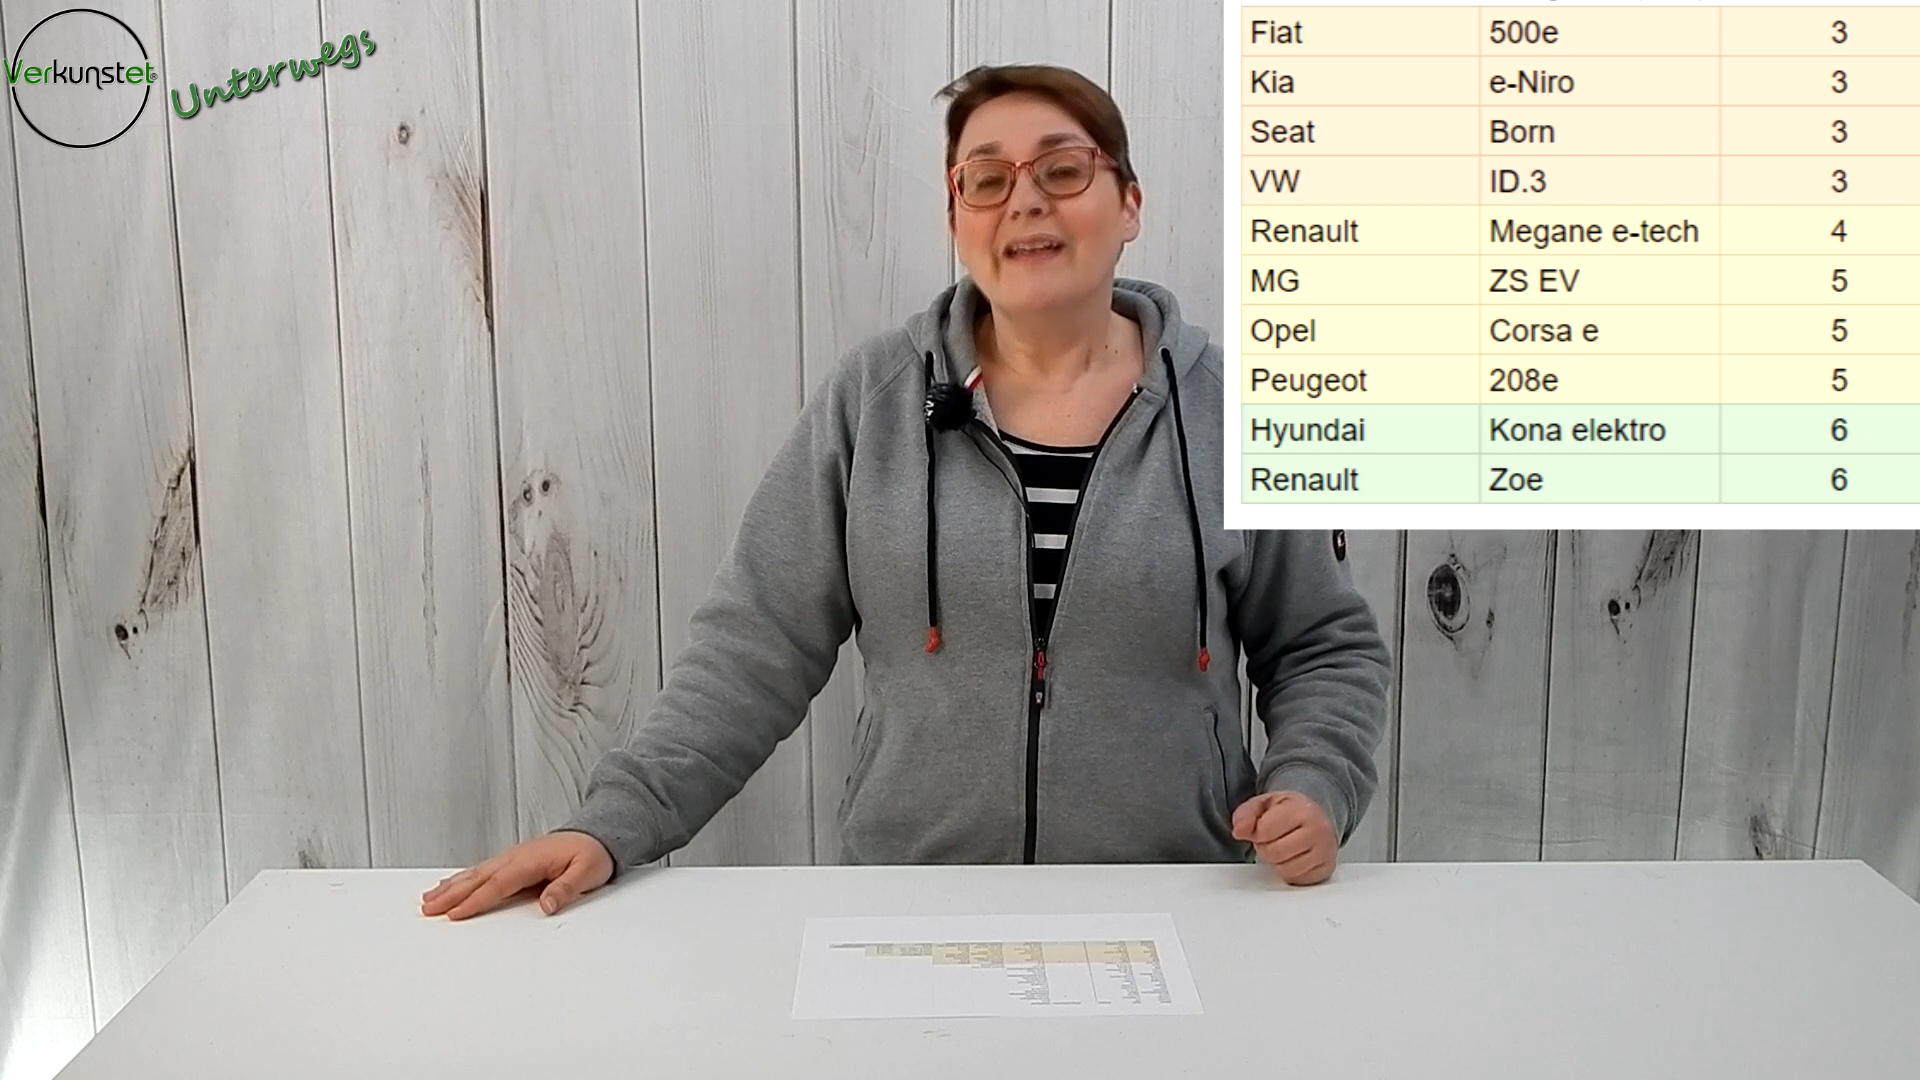 Verkunstet
Unterwegs
Fiat 500e 3
Kia e-Niro 3
Seat Born 3
VW ID.3 3
Renault Megane e-tech 4
MG ZS EV 5
Opel Corsa e 5
Peugeot 208e 5
Hyundai Kona elektro 6
Renault Zoe 6